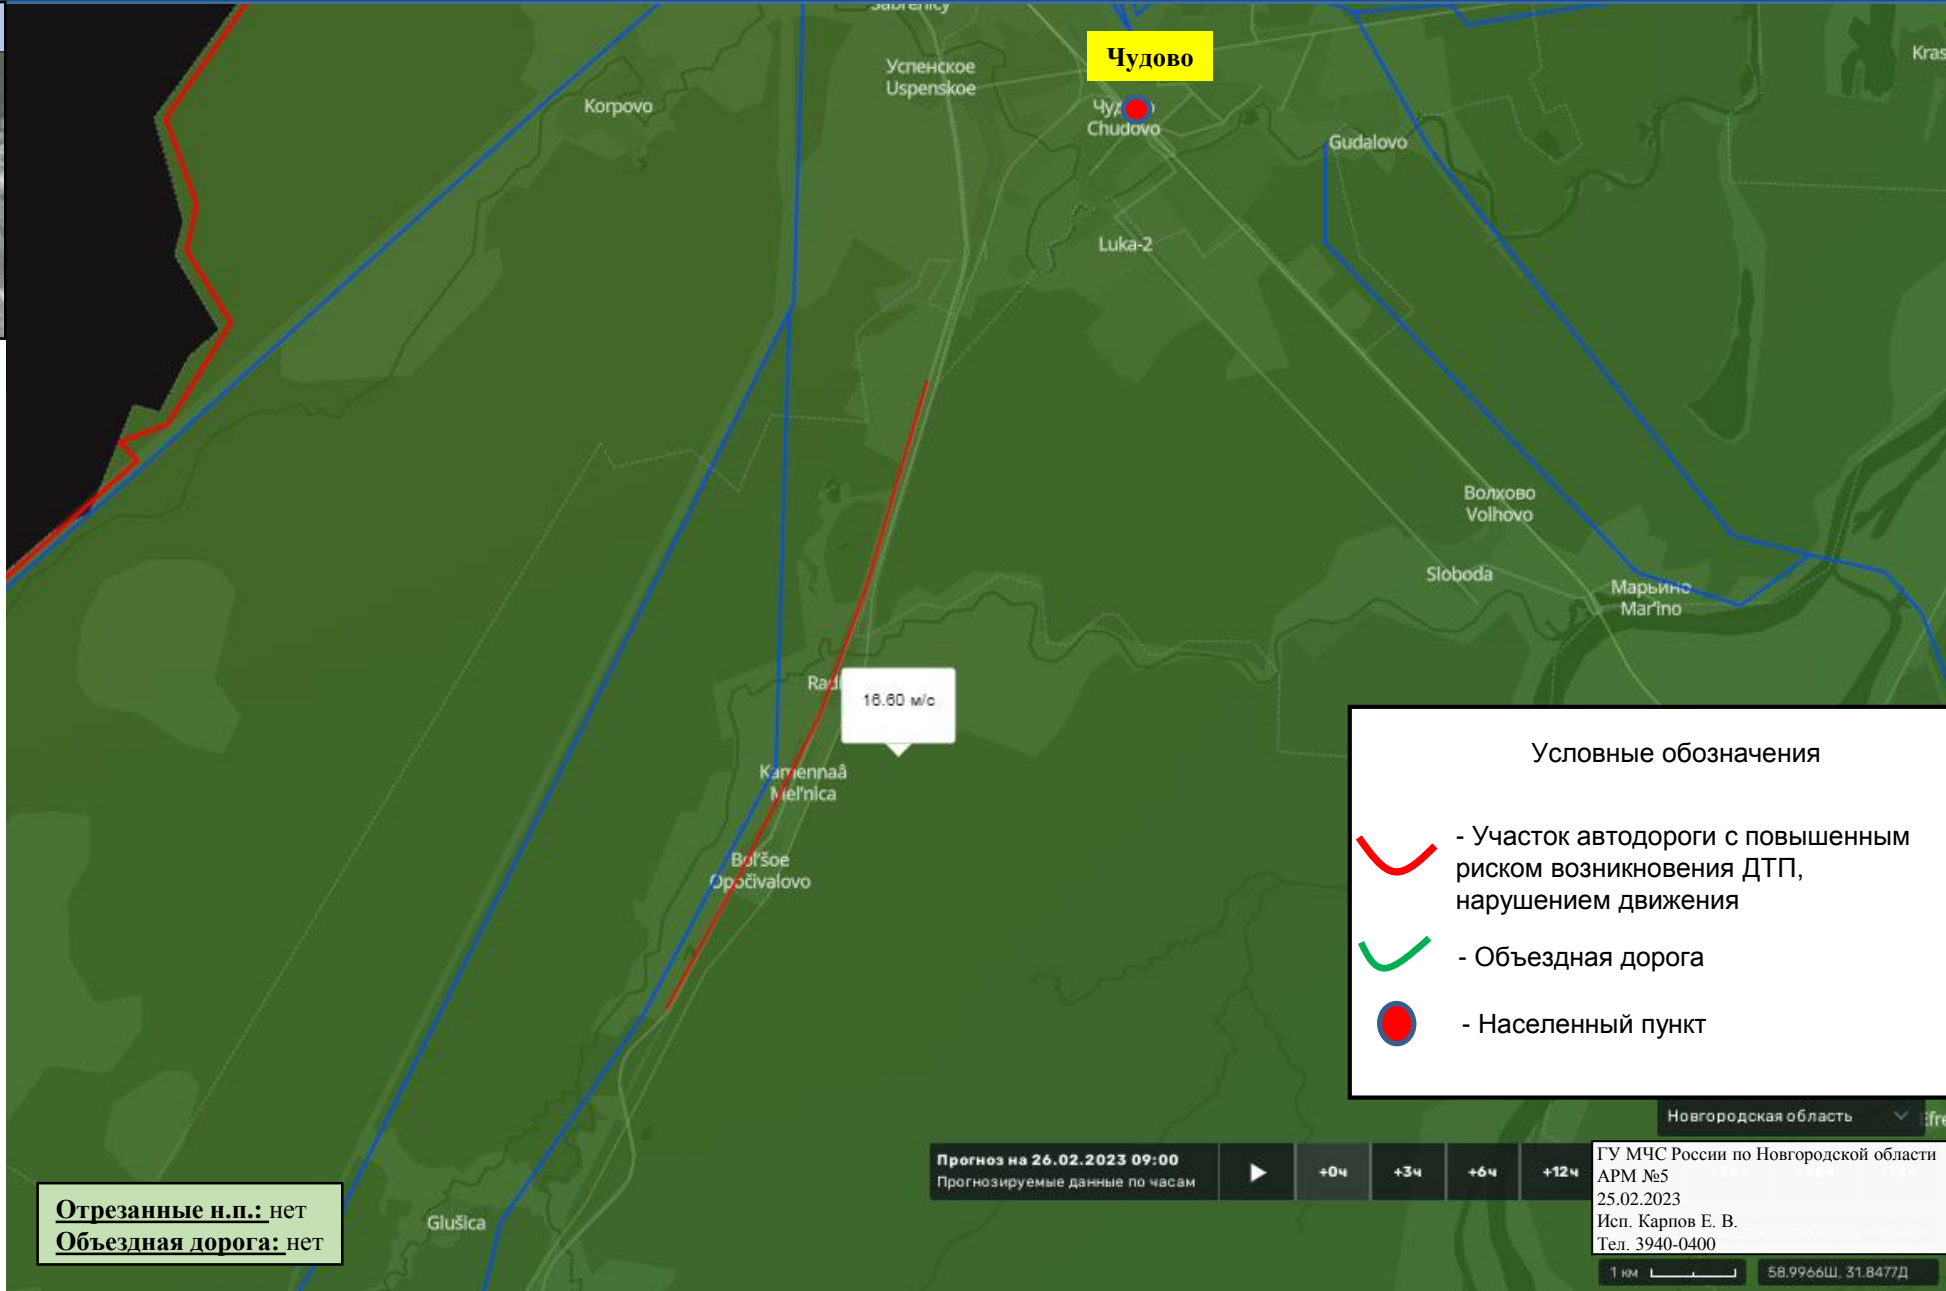 Sabrenicy
Чудово
Успенское
Uspenskoe
Korpovo
Chudovo
Gudalovo
Luka-2
Волхово
Volhovo
Sloboda
Марьино
Mar'ino
16.60 м/с
Kamennaâ
Mel'nica
Bol'šoe
Opočivalovo
Glušica
Условные обозначения
- Участок автодороги с повышенным
риском возникновения ДТП,
нарушением движения
- Объездная дорога
- Населенный пункт
Новгородская область
Прогноз на 26.02.2023 09:00
Прогнозируемые данные по часам
+0ч +3ч +6ч +12ч
ГУ МЧС России по Новгородской области
АРМ №5
25.02.2023
Исп. Карпов Е. В.
Тел. 3940-0400
1 км
58.9966Ш, 31.8477Д
Отрезанные н.п.: нет
Объездная дорога: нет